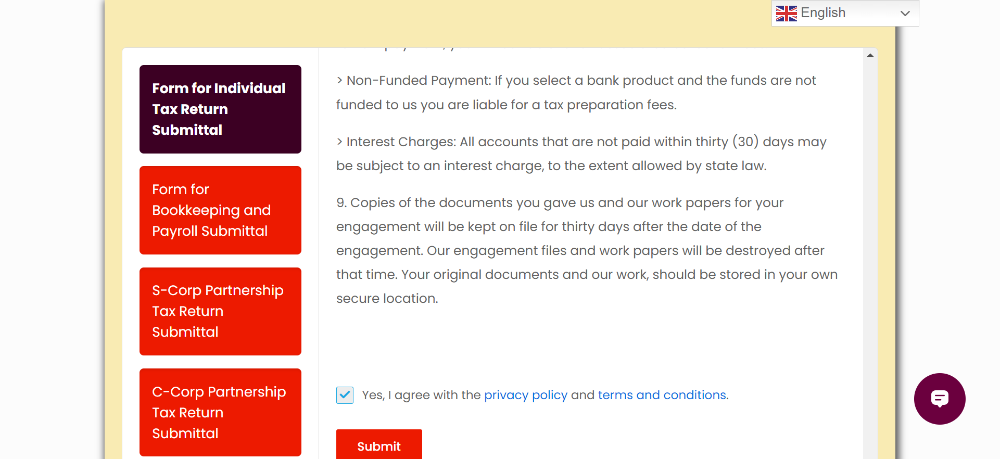 English
Form for Individual
Tax Return
Submittal
Form for
Bookkeeping and
Payroll Submittal
S-Corp Partnership
Tax Return
Submittal
C-Corp Partnership
Tax Return
Submittal
> Non-Funded Payment: If you select a bank product and the funds are not
funded to us you are liable for a tax preparation fees.
> Interest Charges: All accounts that are not paid within thirty (30) days may
be subject to an interest charge, to the extent allowed by state law.
9. Copies of the documents you gave us and our work papers for your
engagement will be kept on file for thirty days after the date of the
engagement. Our engagement files and work papers will be destroyed after
that time. Your original documents and our work, should be stored in your own
secure location.
Yes, I agree with the privacy policy and terms and conditions.
Submit